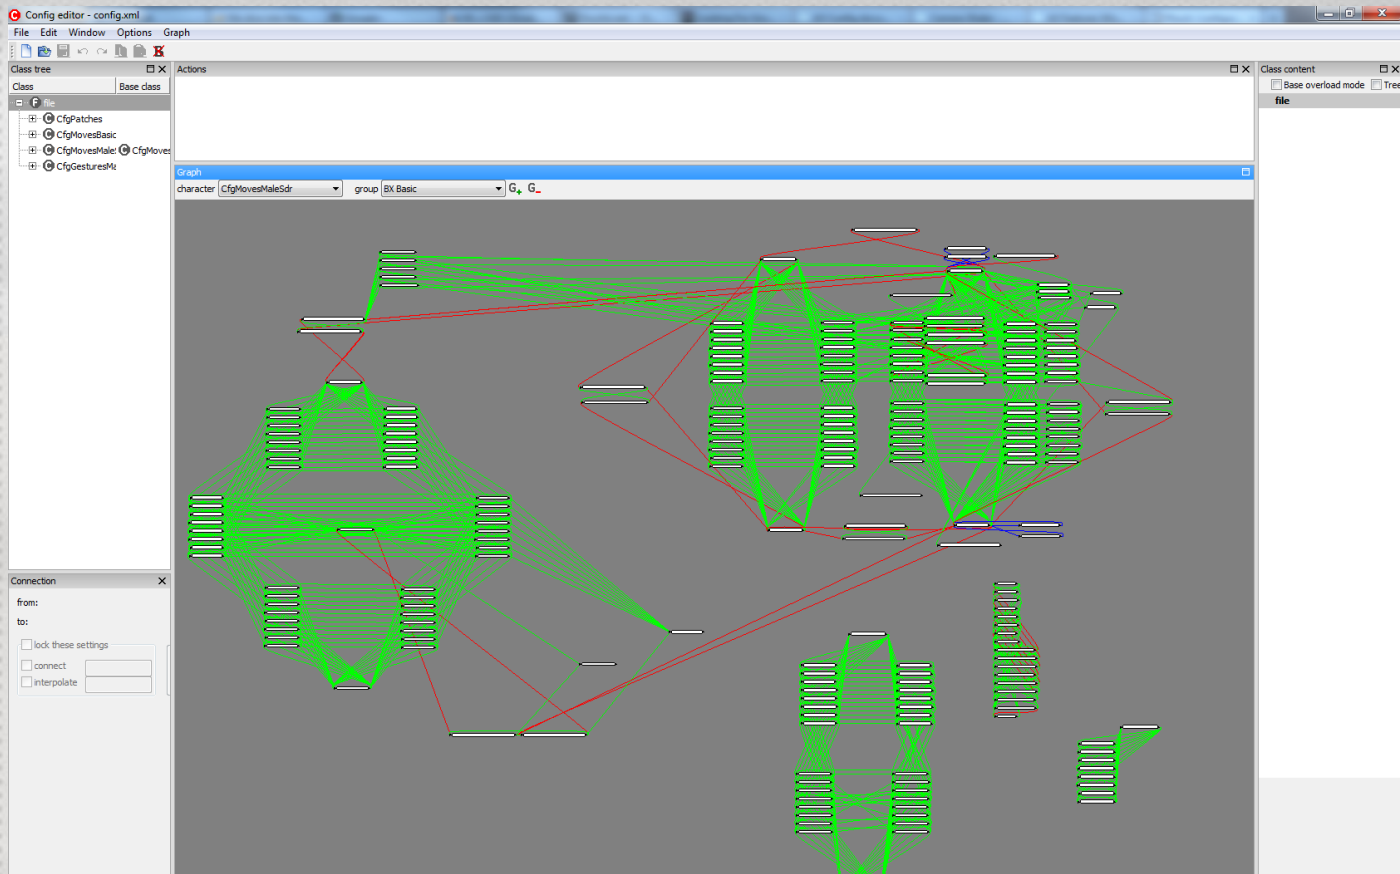 Config editor - config.xml
File Edit Window Options Graph
Class tree
Class Base class
file
CfgPatches
CfgMovesBasic
CfgMovesMale! CfgMoves
CfgGesturesMa
Connection
from:
to:
lock these settings
connect
interpolate
Actions
Graph
character CfgMovesMaleSdr group BX Basic G+ G-
Class content
Base overload mode Tree
file